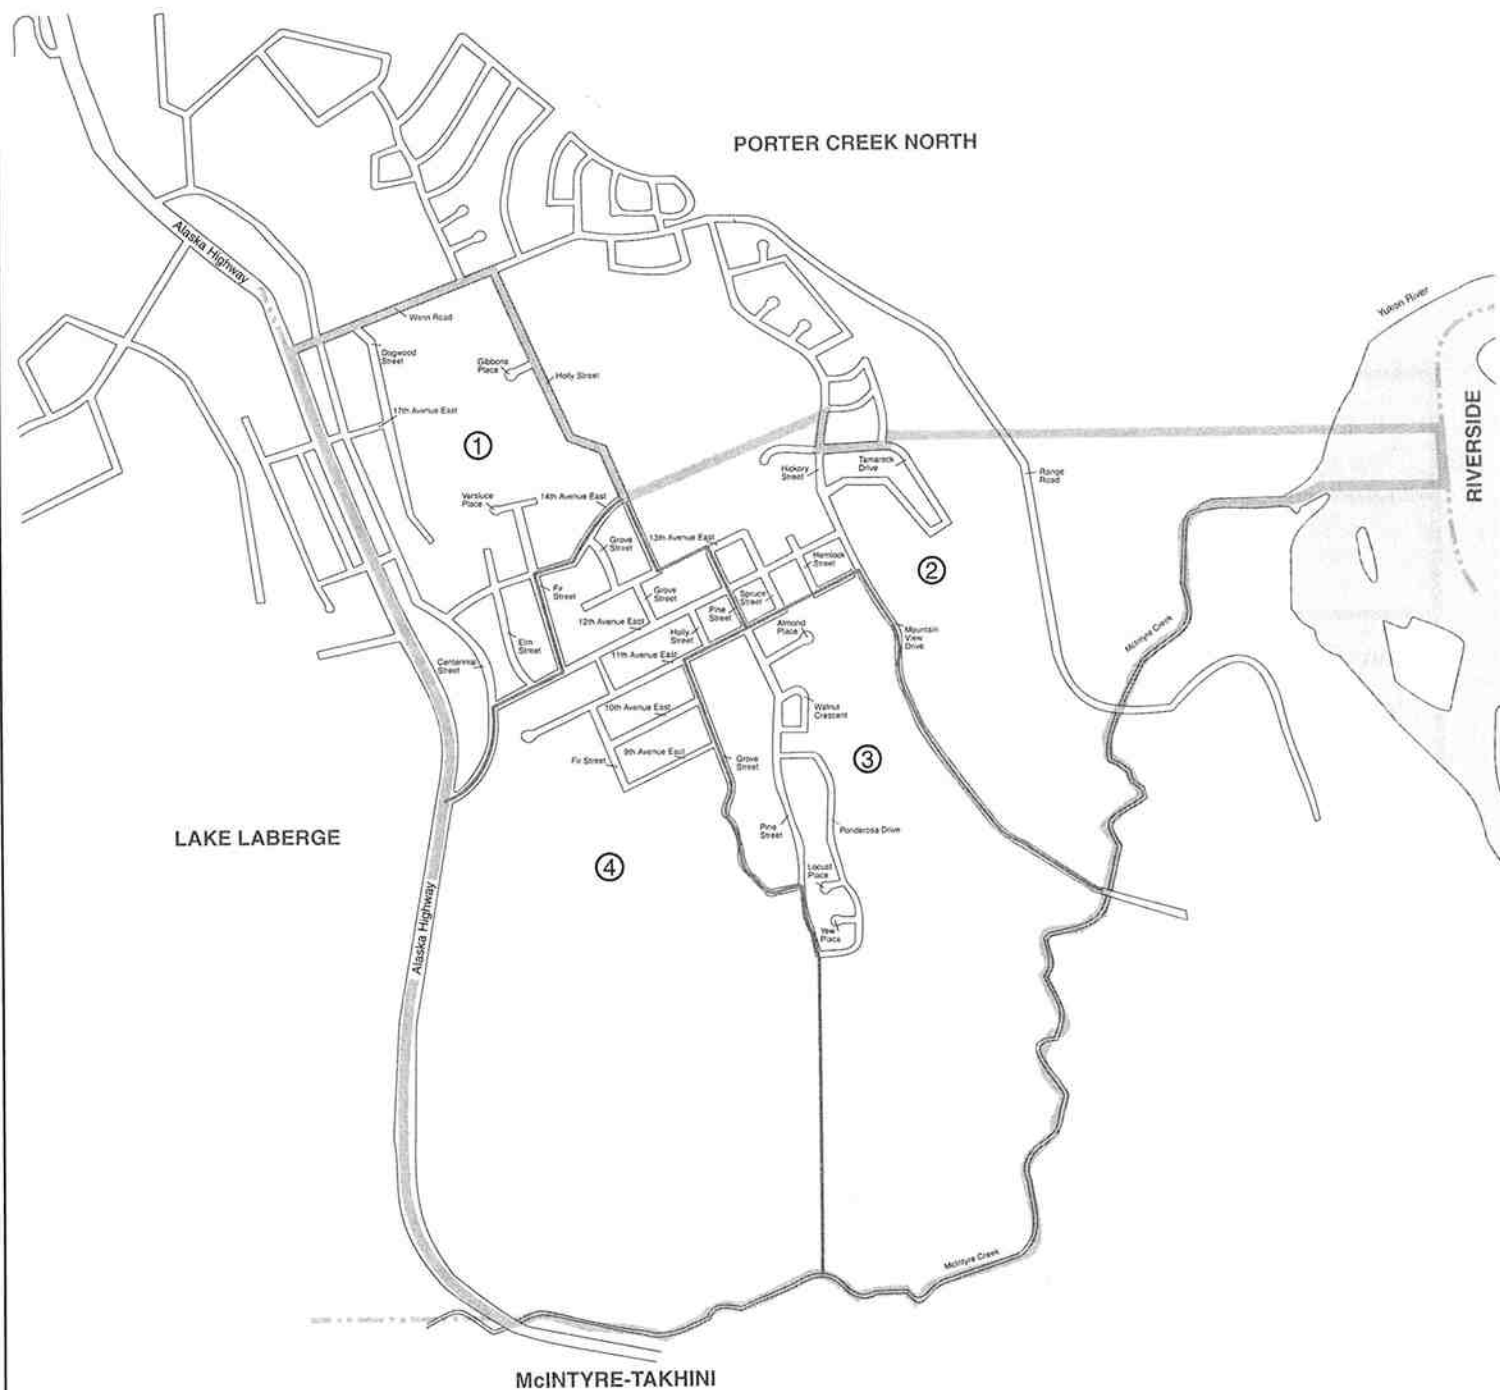 PORTER CREEK NORTH
Alaska Highway
Yukon River
Wann Road
Dogwood
Street
Gibbons
Place
Holly Street
RIVERSIDE
17th Avenue East
①
Hickory
Street
Tamarack
Drive
Range
Road
14th Avenue East
Grove
Street
13th Avenue East
Hemlock
Street
②
Fir
Street
Grove
Street
Pine
Street
Spruce
Street
12th Avenue East
Holly
Street
Almond
Place
Mountain
View
Drive
McIntyre Creek
Elm
Street
11th Avenue East
Centennial
Street
10th Avenue East
Walnut
Crescent
9th Avenue East
Fir Street
Grove
Street
③
Pine
Street
Ponderosa Drive
LAKE LABERGE
④
Locust
Place
Yew
Place
Alaska Highway
McIntyre Creek
McINTYRE-TAKHINI